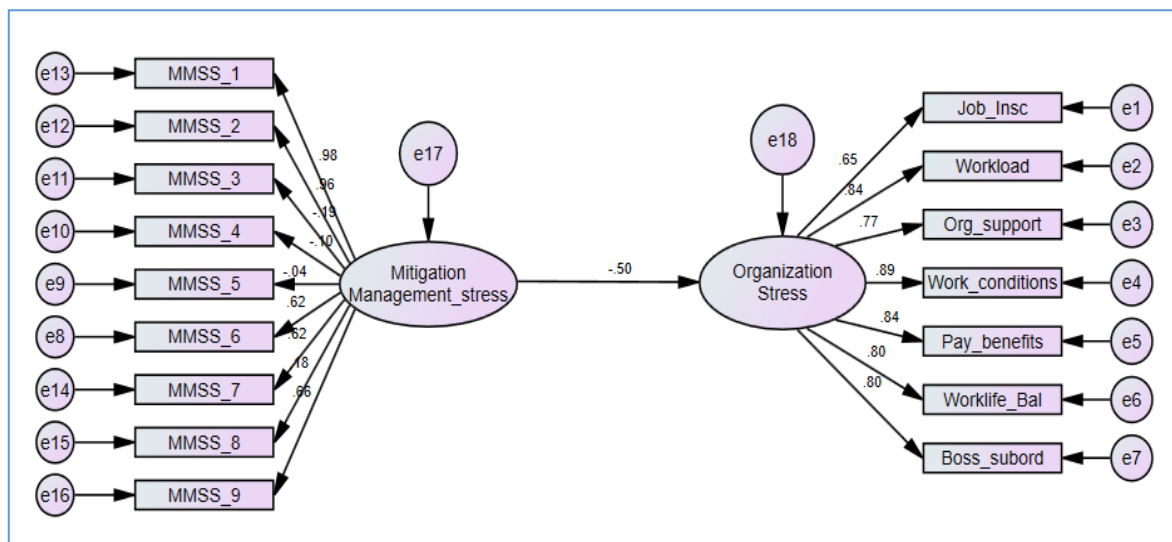 e13
MMSS_1
e12
MMSS_2
e11
MMSS_3
e10
MMSS_4
e9
MMSS_5
e8
MMSS_6
e14
MMSS_7
e15
MMSS_8
e16
MMSS_9
.98
.96
-.19
-.10
-.04
.62
.62
.18
.66
e17
Mitigation
Management_stress
-.50
e18
Organization
Stress
.65
.84
.77
.89
.84
.80
.80
Job_Insc
e1
Workload
e2
Org_support
e3
Work_conditions
e4
Pay_benefits
e5
Worklife_Bal
e6
Boss_subord
e7